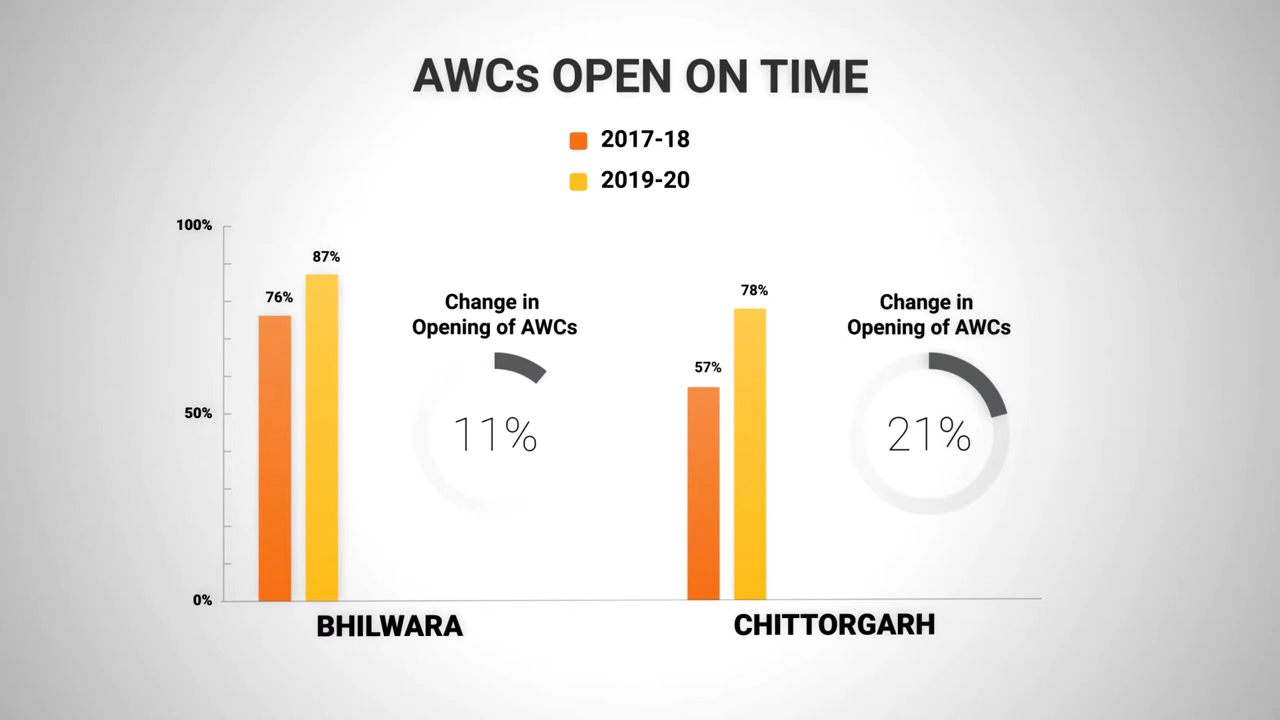 AWCs OPEN ON TIME
2017-18
2019-20
100%
50%
0%
76%
87%
Change in
Opening of AWCs
11%
BHILWARA
57%
78%
Change in
Opening of AWCs
21%
CHITTORGARH